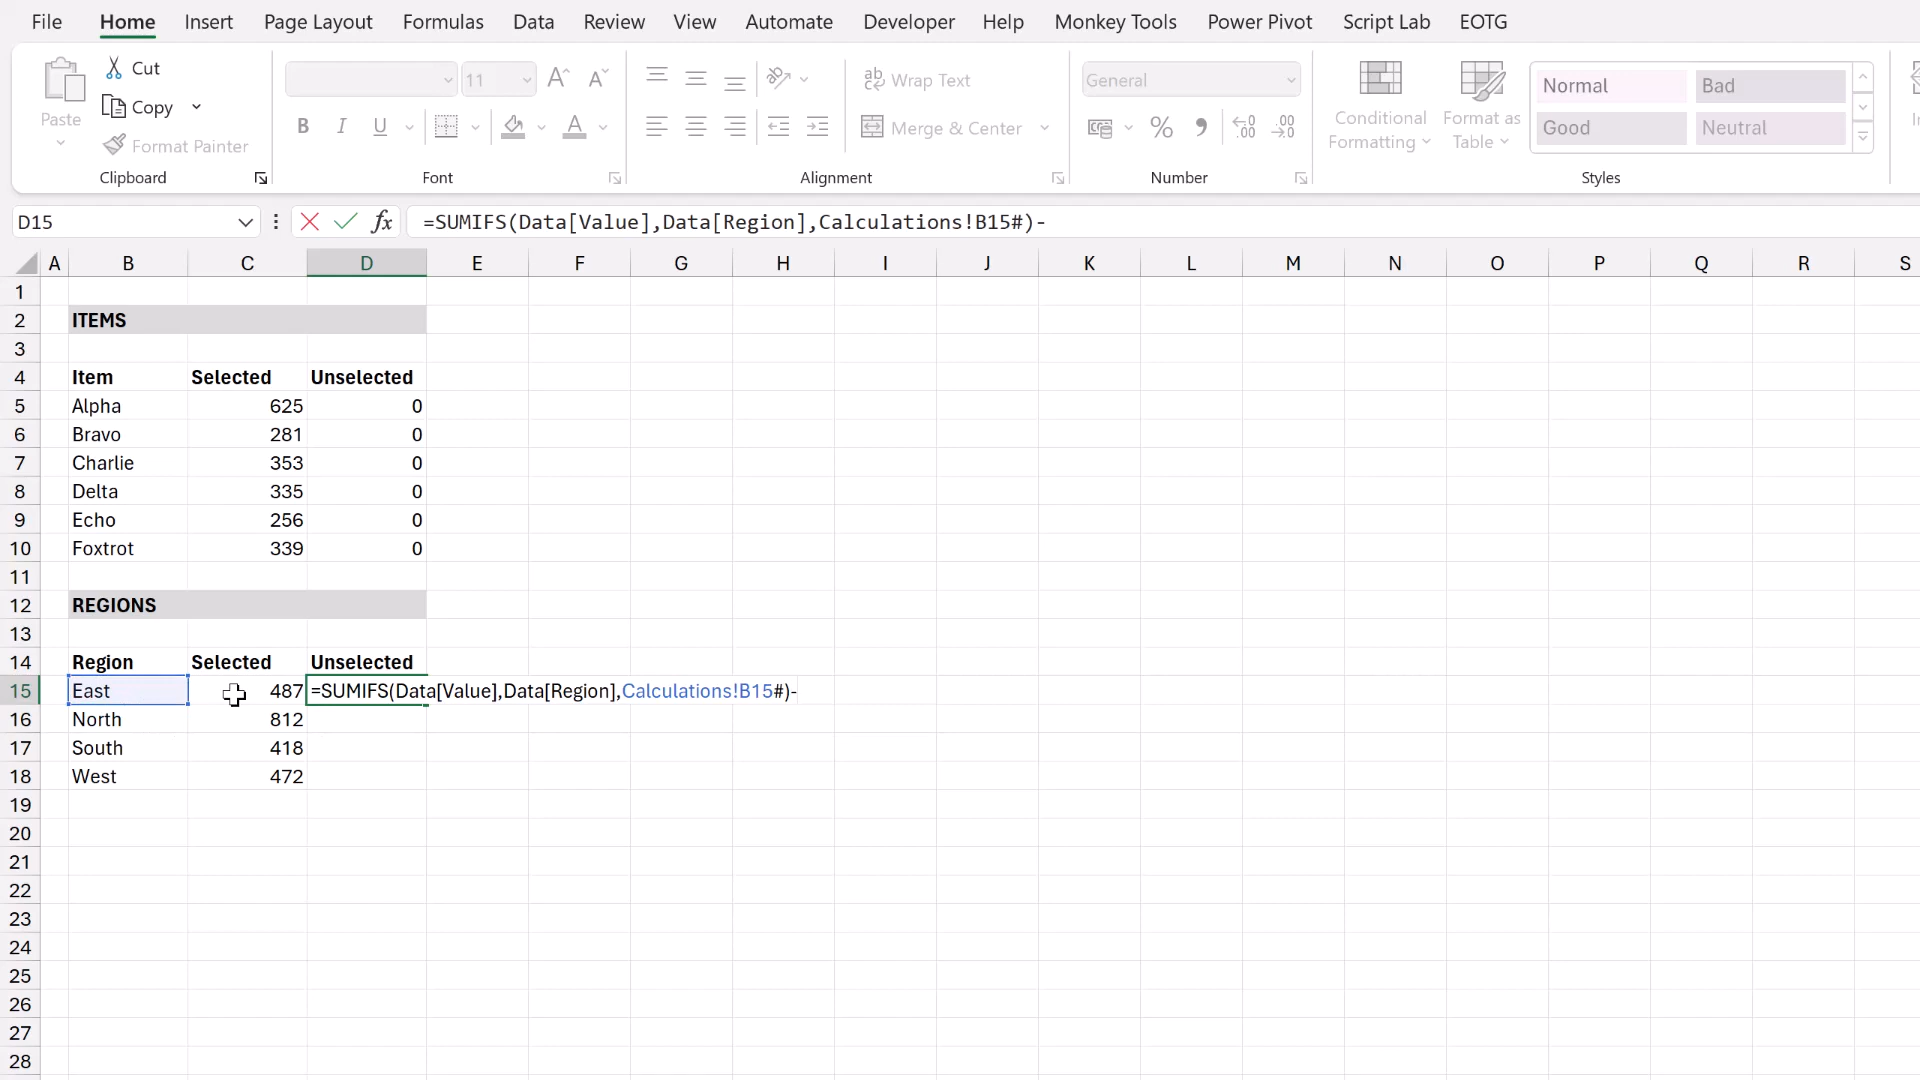 File Home Insert Page Layout Formulas Data Review View Automate Developer Help Monkey Tools Power Pivot Script Lab EOTG
Paste
Cut
Copy
Format Painter
Clipboard
11
B I U
Font
Wrap Text
Merge & Center
Alignment
General
Number
Conditional Formatting
Format as Table
Normal Bad
Good Neutral
Styles
D15 fx =SUMIFS(Data[Value],Data[Region],Calculations!B15#)-
A B C D E F G H I J K L M N O P Q R S
1
2 ITEMS
3
4 Item Selected Unselected
5 Alpha 625 0
6 Bravo 281 0
7 Charlie 353 0
8 Delta 335 0
9 Echo 256 0
10 Foxtrot 339 0
11
12 REGIONS
13
14 Region Selected Unselected
15 East 487 =SUMIFS(Data[Value],Data[Region],Calculations!B15#)-
16 North 812
17 South 418
18 West 472
19
20
21
22
23
24
25
26
27
28